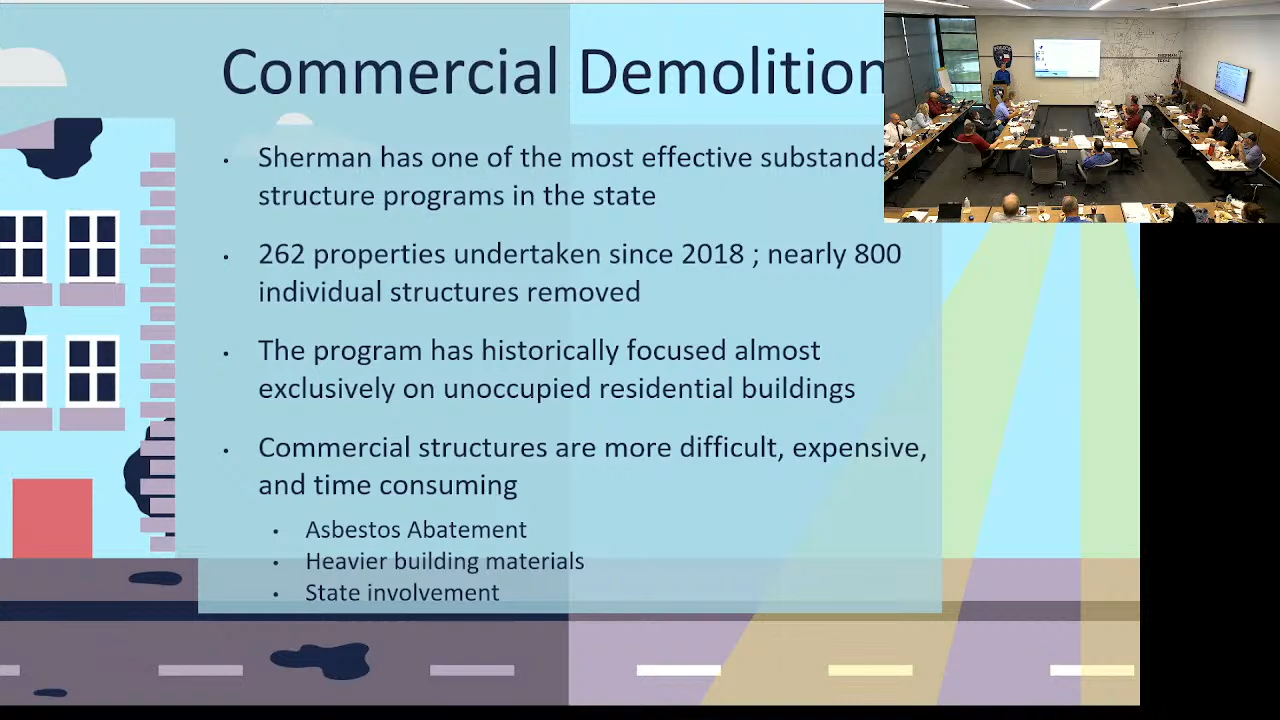 Commercial Demolition
• Sherman has one of the most effective
structure programs in the state
• 262 properties undertaken since 2018 ; nearly 800
individual structures removed
• The program has historically focused almost
exclusively on unoccupied residential buildings
• Commercial structures are more difficult, expensive,
and time consuming
• Asbestos Abatement
• Heavier building materials
• State involvement